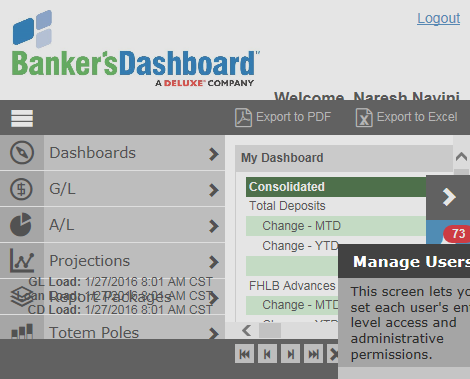 Logout
Banker'sDashboard™
A DELUXE® COMPANY
Welcome, Naresh Navini
Export to PDF
Export to Excel
Dashboards
G/L
A/L
Projections
Report Packages
Totem Poles
GL Load: 1/27/2016 8:01 AM CST
Loan Load: 1/27/2016 8:01 AM CST
CD Load: 1/27/2016 8:01 AM CST
My Dashboard
Consolidated
Total Deposits
Change - MTD
Change - YTD
FHLB Advances
Change - MTD
73
Manage Users
This screen lets yo
set each user's en
level access and
administrative
permissions.